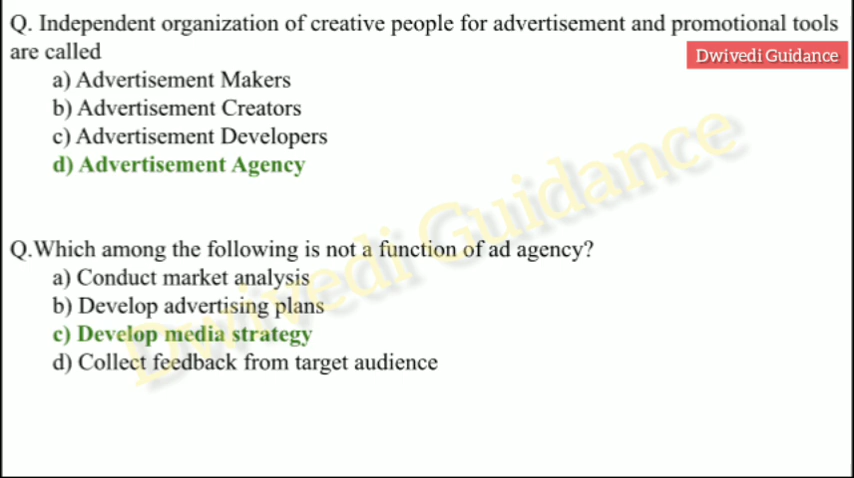 Q. Independent organization of creative people for advertisement and promotional tools
are called
Dwivedi Guidance
a) Advertisement Makers
b) Advertisement Creators
c) Advertisement Developers
d) Advertisement Agency
Dwivedi Guidance
Q.Which among the following is not a function of ad agency?
a) Conduct market analysis
b) Develop advertising plans
c) Develop media strategy
d) Collect feedback from target audience